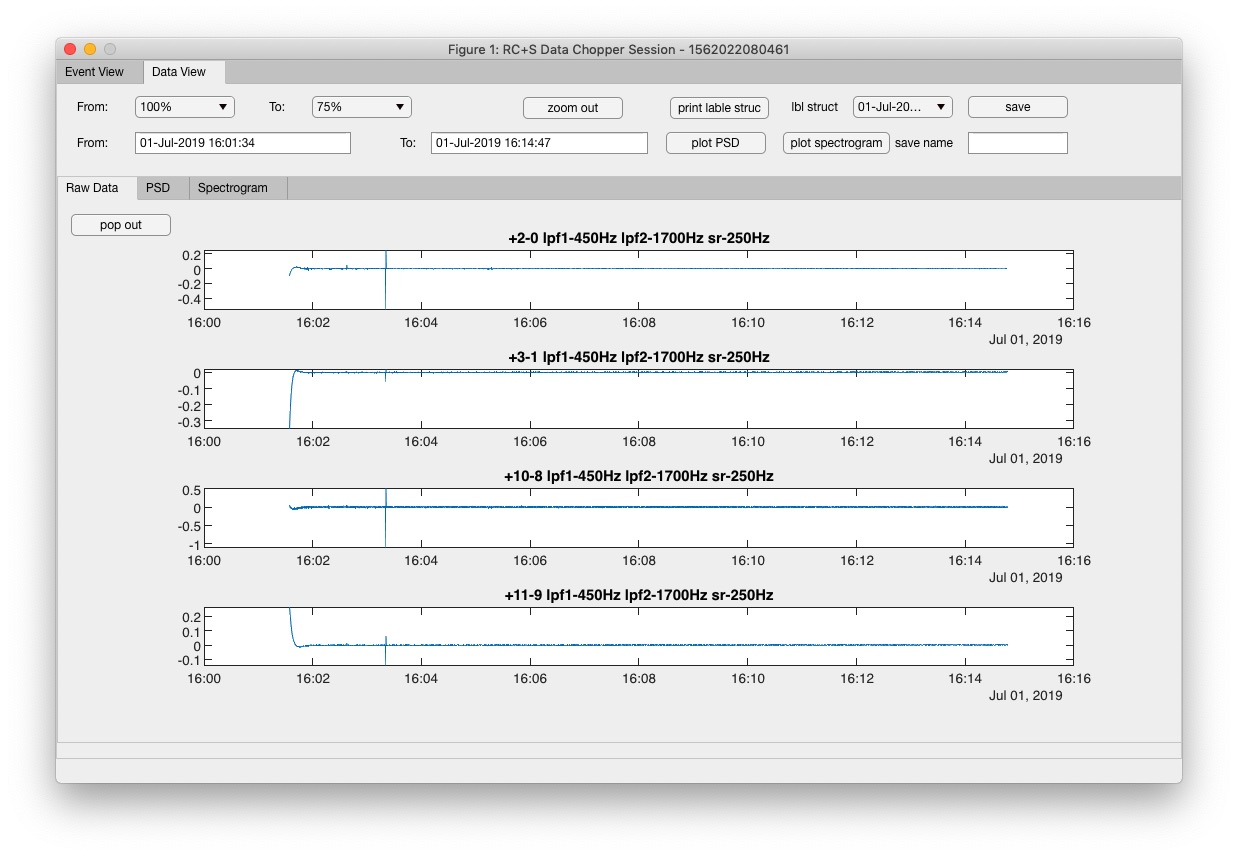 Figure 1: RC+S Data Chopper Session - 1562022080461
Event View Data View
From: 100% To: 75% zoom out print lable struc lbl struct 01-Jul-20... save
From: 01-Jul-2019 16:01:34 To: 01-Jul-2019 16:14:47 plot PSD plot spectrogram save name
Raw Data PSD Spectrogram
pop out
+2-0 lpf1-450Hz lpf2-1700Hz sr-250Hz
0.2
0
-0.2
-0.4
16:00 16:02 16:04 16:06 16:08 16:10 16:12 16:14 16:16
Jul 01, 2019
+3-1 lpf1-450Hz lpf2-1700Hz sr-250Hz
0
-0.1
-0.2
-0.3
16:00 16:02 16:04 16:06 16:08 16:10 16:12 16:14 16:16
Jul 01, 2019
+10-8 lpf1-450Hz lpf2-1700Hz sr-250Hz
0.5
0
-0.5
-1
16:00 16:02 16:04 16:06 16:08 16:10 16:12 16:14 16:16
Jul 01, 2019
+11-9 lpf1-450Hz lpf2-1700Hz sr-250Hz
0.2
0.1
0
-0.1
16:00 16:02 16:04 16:06 16:08 16:10 16:12 16:14 16:16
Jul 01, 2019